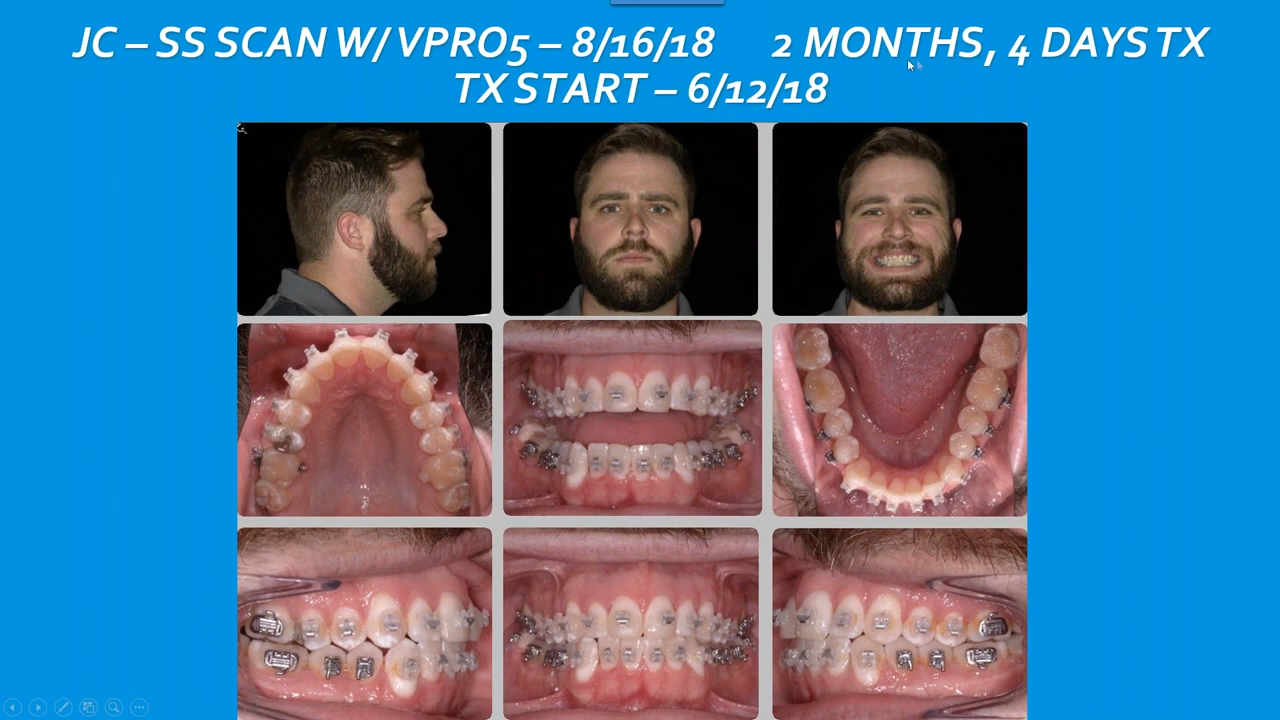 JC – SS SCAN W/ VPRO5 – 8/16/18 2 MONTHS, 4 DAYS TX
TX START – 6/12/18